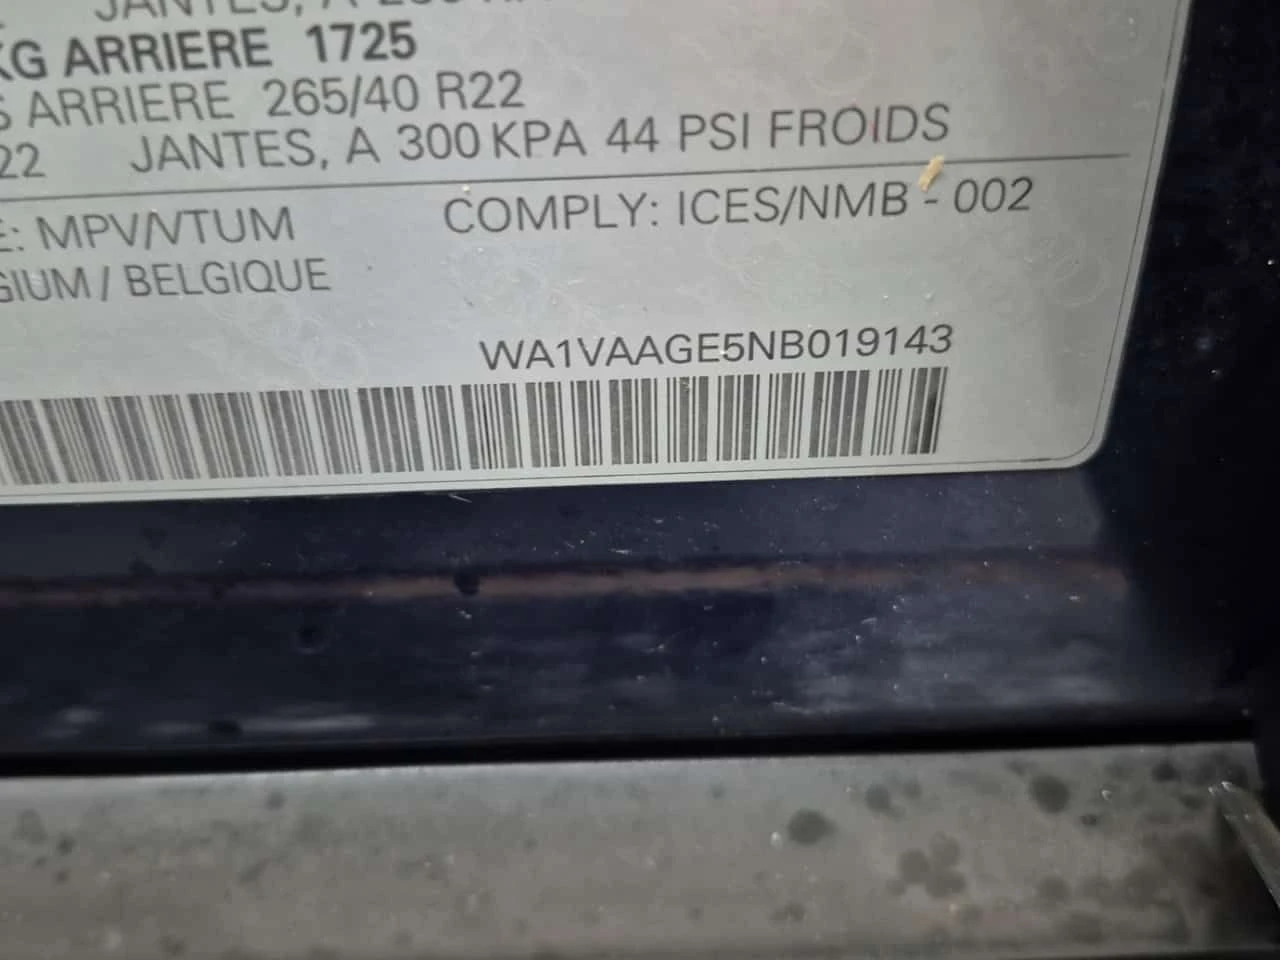 JANTES, A
KG ARRIERE 1725
ARRIERE 265/40 R22
22 JANTES, A 300 KPA 44 PSI FROIDS
E: MPV/VTUM COMPLY: ICES/NMB - 002
GIUM / BELGIQUE
WA1VAAGE5NB019143